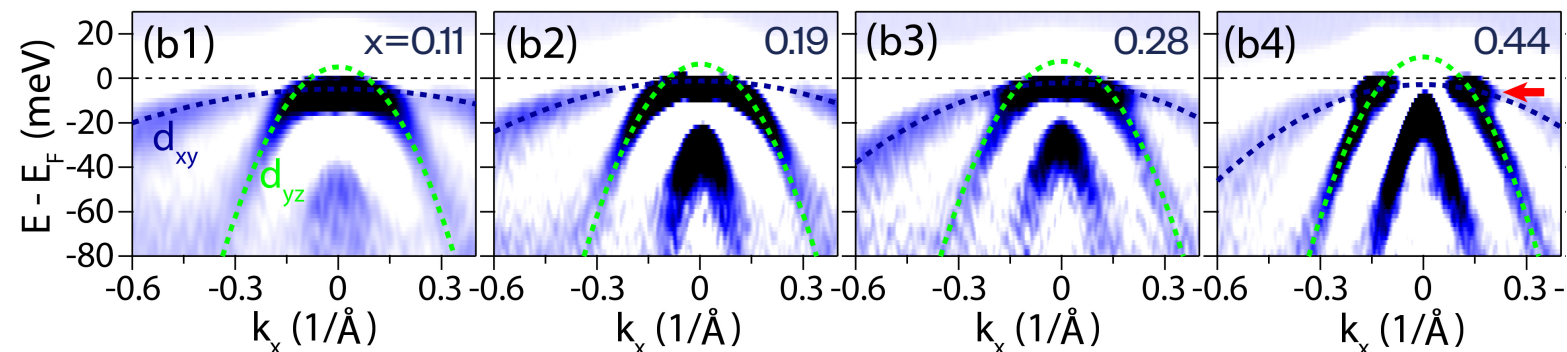 (b1) x=0.11 (b2) 0.19 (b3) 0.28 (b4) 0.44
E - E_F (meV)
20
0
-20
-40
-60
-80
d_xy
d_yz
-0.6 -0.3 0 0.3 -0.6 -0.3 0 0.3 -0.6 -0.3 0 0.3 -0.6 -0.3 0 0.3 -
k_x (1/Å) k_x (1/Å) k_x (1/Å) k_x (1/Å)